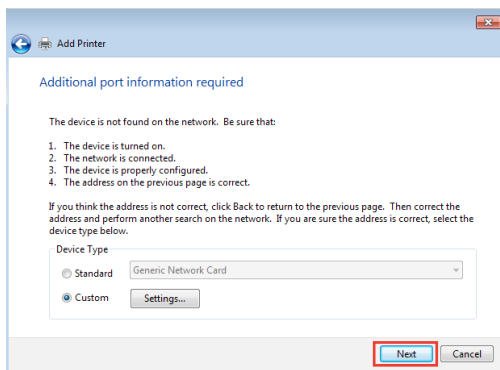 Add Printer
Additional port information required
The device is not found on the network. Be sure that:
1. The device is turned on.
2. The network is connected.
3. The device is properly configured.
4. The address on the previous page is correct.
If you think the address is not correct, click Back to return to the previous page. Then correct the
address and perform another search on the network. If you are sure the address is correct, select the
device type below.
Device Type
Standard Generic Network Card
Custom Settings...
Next Cancel